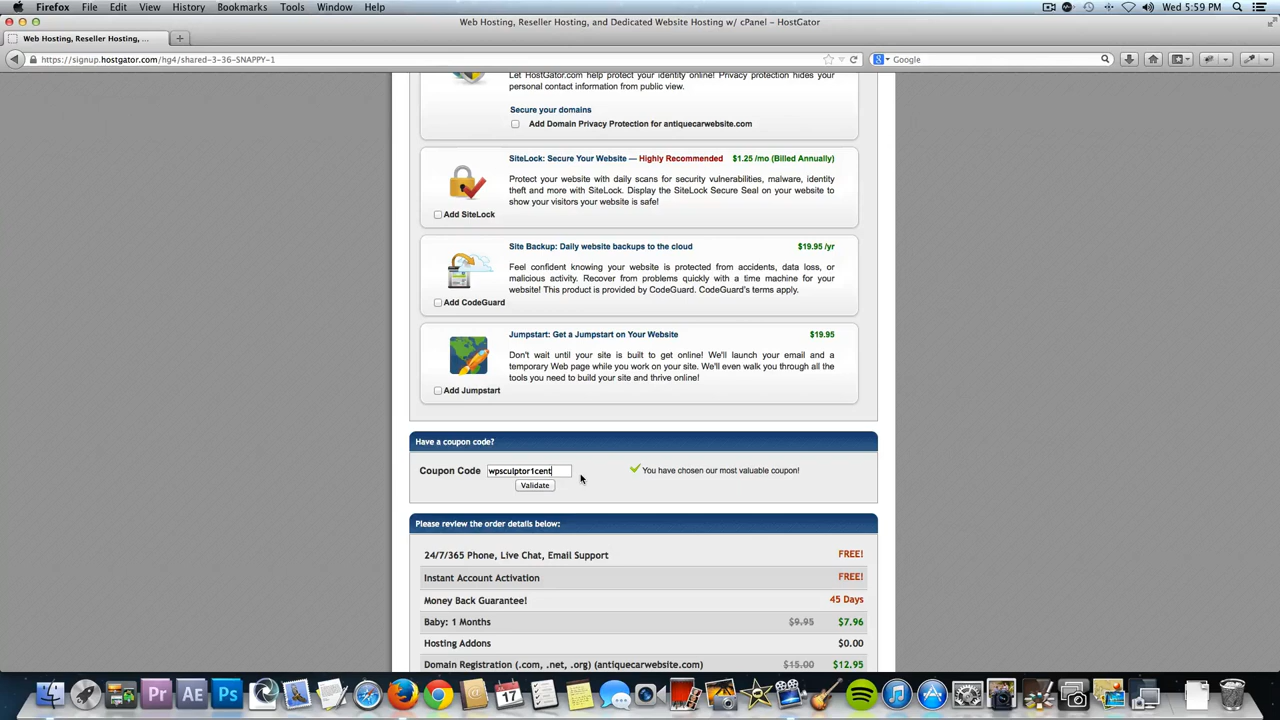 Firefox File Edit View History Bookmarks Tools Window Help Wed 5:59 PM
Web Hosting, Reseller Hosting, and Dedicated Website Hosting w/ cPanel – HostGator
Web Hosting, Reseller Hosting, ...
https://signup.hostgator.com/hg4/shared-3-36-SNAPPY-1 Google
Let HostGator.com help protect your identity online! Privacy protection hides your
personal contact information from public view.
Secure your domains
Add Domain Privacy Protection for antiquecarwebsite.com
SiteLock: Secure Your Website — Highly Recommended $1.25 /mo (Billed Annually)
Protect your website with daily scans for security vulnerabilities, malware, identity
theft and more with SiteLock. Display the SiteLock Secure Seal on your website to
show your visitors your website is safe!
Add SiteLock
Site Backup: Daily website backups to the cloud $19.95 /yr
Feel confident knowing your website is protected from accidents, data loss, or
malicious activity. Recover from problems quickly with a time machine for your
website! This product is provided by CodeGuard. CodeGuard's terms apply.
Add CodeGuard
Jumpstart: Get a Jumpstart on Your Website $19.95
Don't wait until your site is built to get online! We'll launch your email and a
temporary Web page while you work on your site. We'll even walk you through all the
tools you need to build your site and thrive online!
Add Jumpstart
Have a coupon code?
Coupon Code wpsculptor1cent You have chosen our most valuable coupon!
Validate
Please review the order details below:
24/7/365 Phone, Live Chat, Email Support FREE!
Instant Account Activation FREE!
Money Back Guarantee! 45 Days
Baby: 1 Months $9.95 $7.96
Hosting Addons $0.00
Domain Registration (.com, .net, .org) (antiquecarwebsite.com) $15.00 $12.95
Pr AE Ps 17